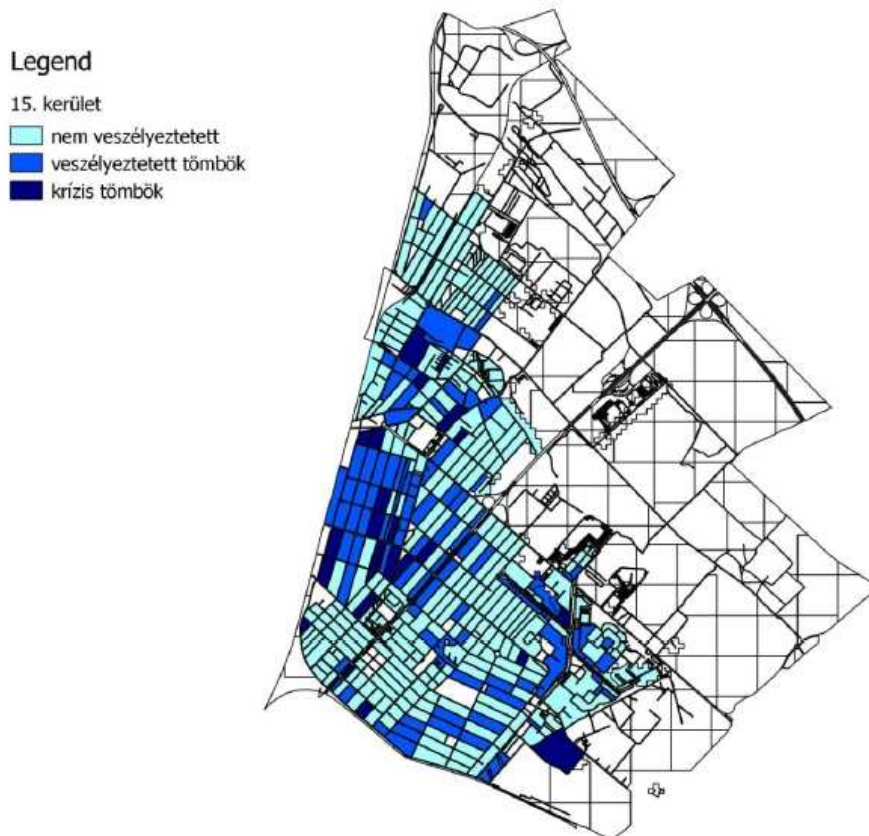 Legend
15. kerület
nem veszélyeztetett
veszélyeztetett tömbök
krízis tömbök